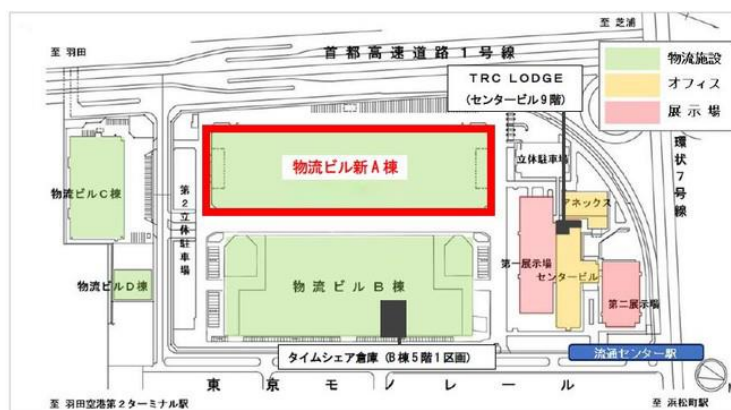 至 芝浦
至 羽田
首都高速道路１号線
物流施設
オフィス
展示場
TRC LODGE
(センタービル9階)
環状７号線
物流ビル新Ａ棟
立体駐車場
物流ビルＣ棟
第２立体駐車場
アネックス
第一展示場
センタービル
物流ビルＤ棟
物流ビルＢ棟
第二展示場
タイムシェア倉庫（B棟５階１区画）
流通センター駅
東京モノレール
N
至 羽田空港第２ターミナル駅
至 浜松町駅